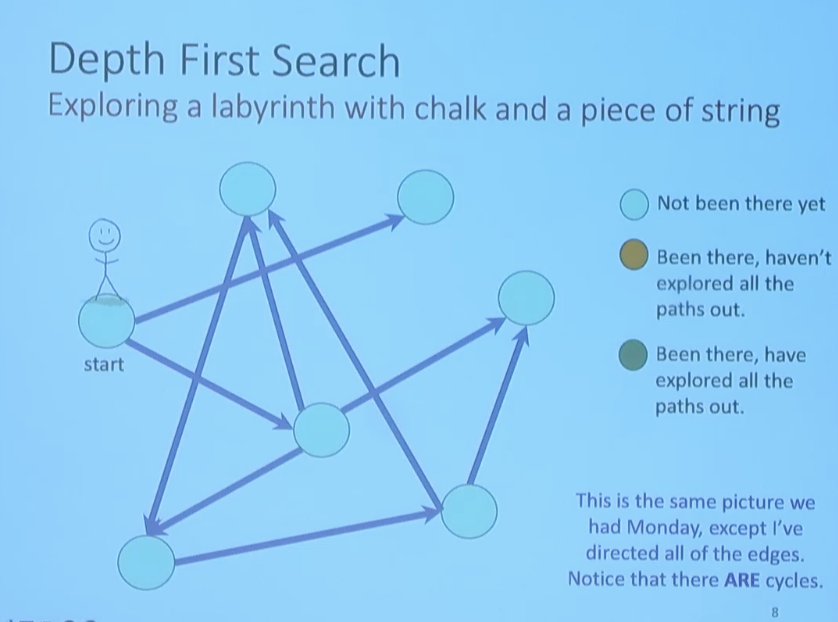 Depth First Search
Exploring a labyrinth with chalk and a piece of string
Not been there yet
Been there, haven't
explored all the
paths out.
start
Been there, have
explored all the
paths out.
This is the same picture we
had Monday, except I've
directed all of the edges.
Notice that there ARE cycles.
8